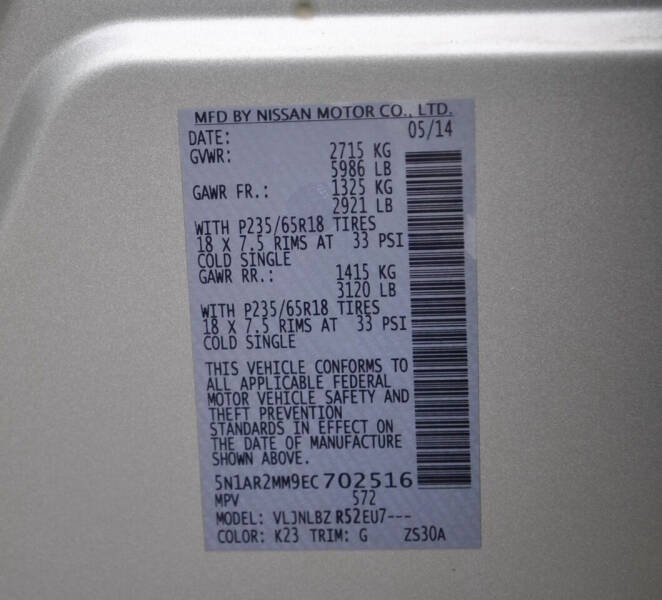 MFD BY NISSAN MOTOR CO., LTD.
DATE: 05/14
GVWR: 2715 KG
5986 LB
GAWR FR.: 1325 KG
2921 LB
WITH P235/65R18 TIRES
18 X 7.5 RIMS AT 33 PSI
COLD SINGLE
GAWR RR.: 1415 KG
3120 LB
WITH P235/65R18 TIRES
18 X 7.5 RIMS AT 33 PSI
COLD SINGLE
THIS VEHICLE CONFORMS TO
ALL APPLICABLE FEDERAL
MOTOR VEHICLE SAFETY AND
THEFT PREVENTION
STANDARDS IN EFFECT ON
THE DATE OF MANUFACTURE
SHOWN ABOVE.
5N1AR2MM9EC702516
MPV 572
MODEL: VLJNLBZ R52EU7---
COLOR: K23 TRIM: G ZS30A